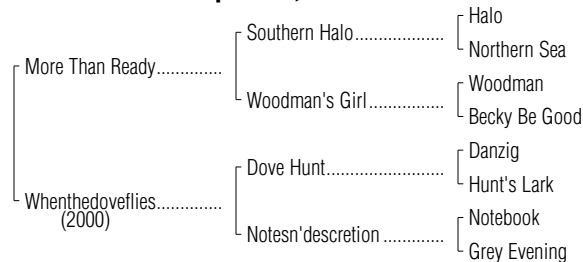 Halo
Southern Halo...................
Northern Sea
More Than Ready..............
Woodman
Woodman's Girl................
Becky Be Good
Danzig
Dove Hunt.........................
Hunt's Lark
Whenthedoveflies..............
(2000)
Notebook
Notesn'descretion .............
Grey Evening